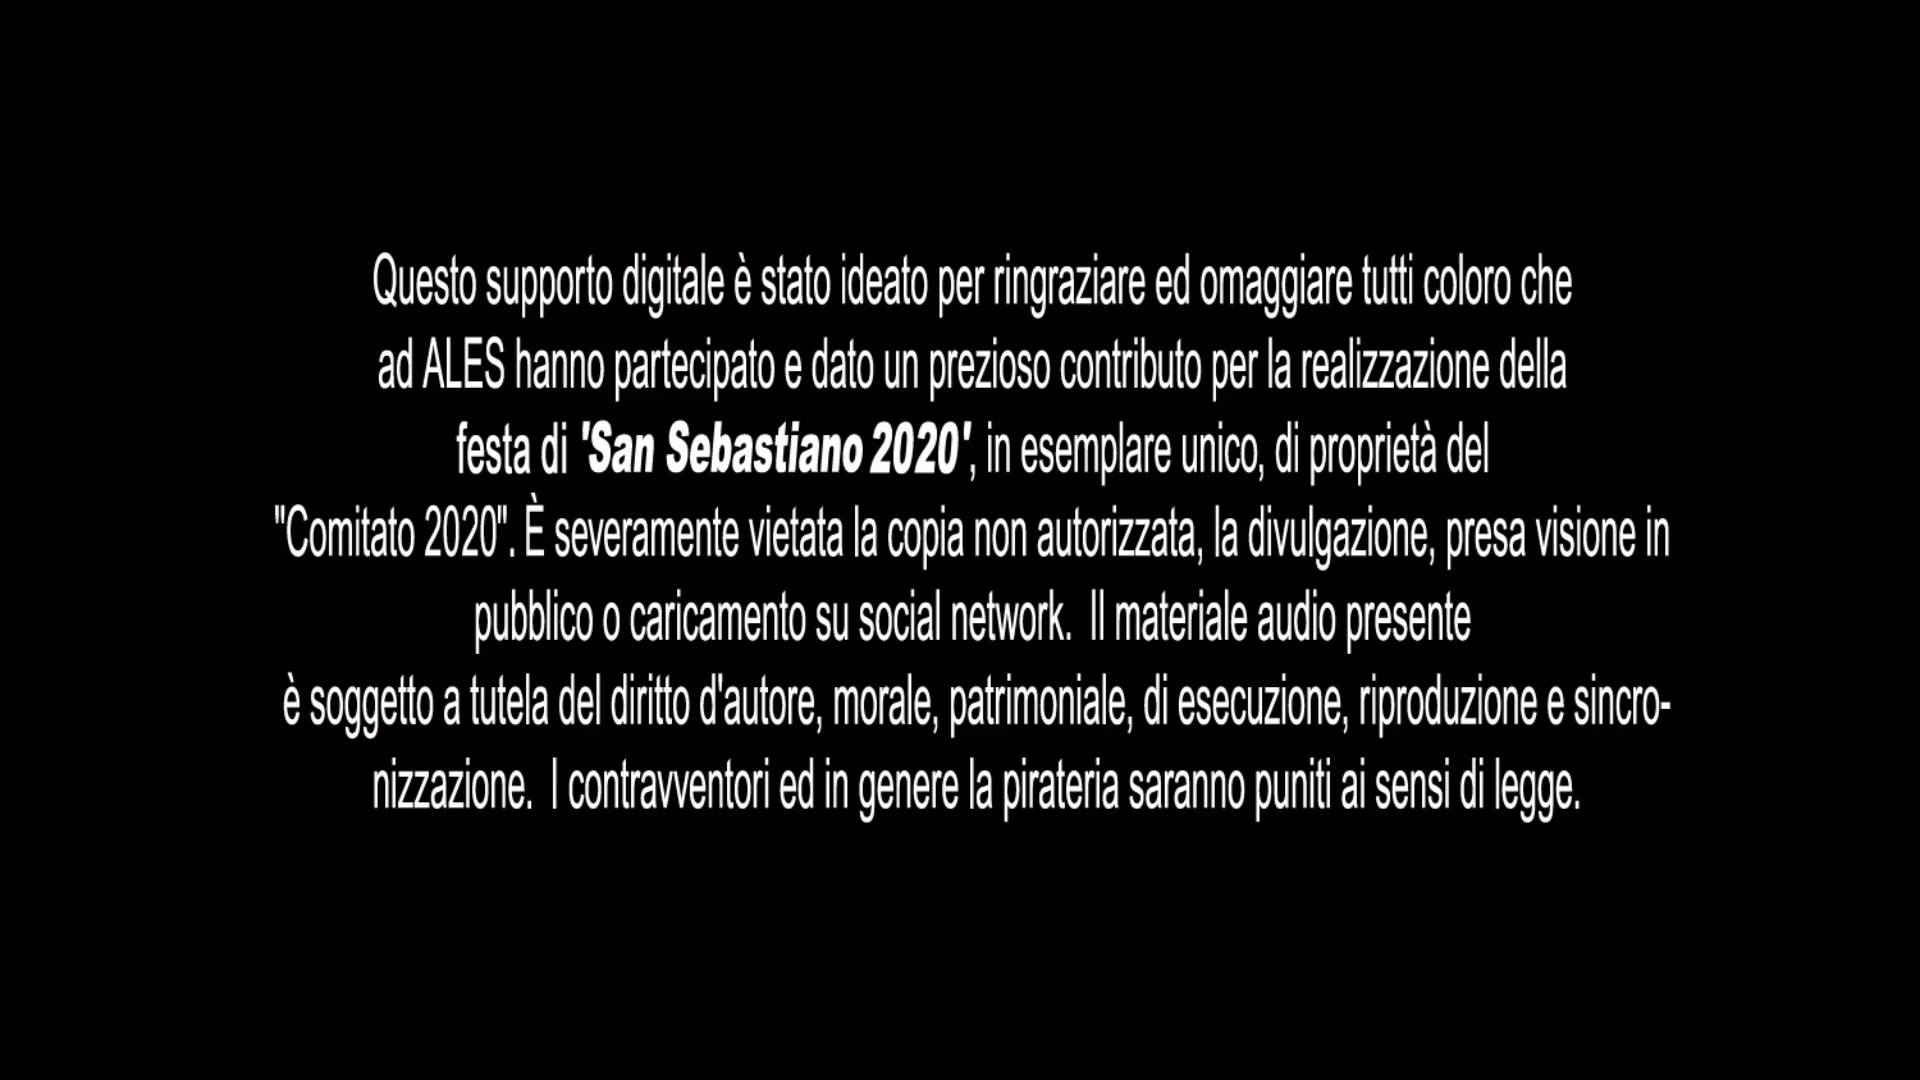 Questo supporto digitale è stato ideato per ringraziare ed omaggiare tutti coloro che
ad ALES hanno partecipato e dato un prezioso contributo per la realizzazione della
festa di 'San Sebastiano 2020', in esemplare unico, di proprietà del
"Comitato 2020". È severamente vietata la copia non autorizzata, la divulgazione, presa visione in
pubblico o caricamento su social network. Il materiale audio presente
è soggetto a tutela del diritto d'autore, morale, patrimoniale, di esecuzione, riproduzione e sincro-
nizzazione. I contravventori ed in genere la pirateria saranno puniti ai sensi di legge.